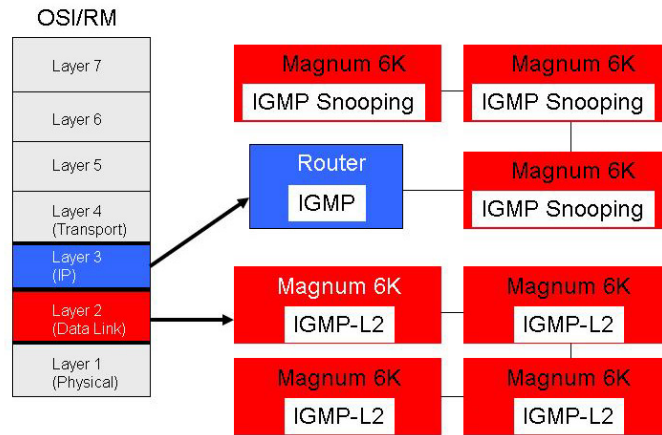 OSI/RM
Layer 7
Layer 6
Layer 5
Layer 4
(Transport)
Layer 3
(IP)
Layer 2
(Data Link)
Layer 1
(Physical)
Magnum 6K
IGMP Snooping
Magnum 6K
IGMP Snooping
Router
IGMP
Magnum 6K
IGMP Snooping
Magnum 6K
IGMP-L2
Magnum 6K
IGMP-L2
Magnum 6K
IGMP-L2
Magnum 6K
IGMP-L2